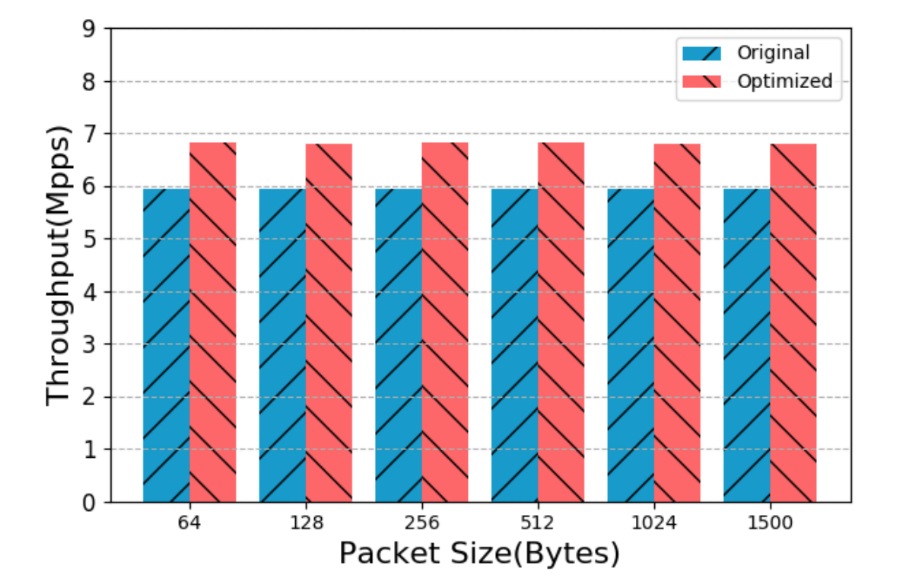 Throughput(Mpps)
9
8
7
6
5
4
3
2
1
0
Original
Optimized
64 128 256 512 1024 1500
Packet Size(Bytes)